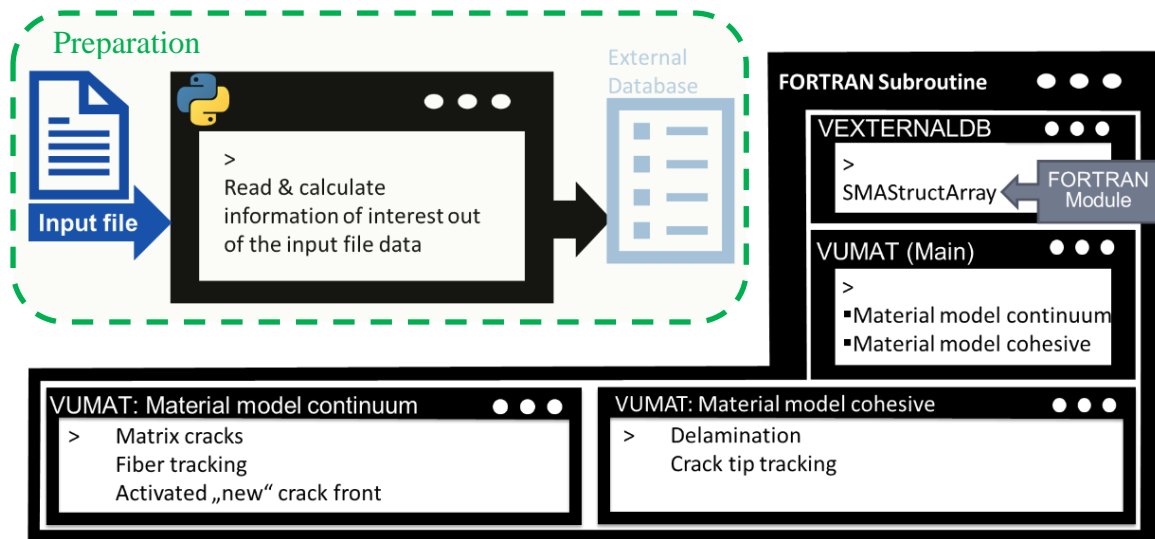 Preparation
Input file
>
Read & calculate
information of interest out
of the input file data
External
Database
FORTRAN Subroutine
VEXTERNALDB
>
SMAStructArray
FORTRAN
Module
VUMAT (Main)
>
▪Material model continuum
▪Material model cohesive
VUMAT: Material model continuum
> Matrix cracks
Fiber tracking
Activated „new“ crack front
VUMAT: Material model cohesive
> Delamination
Crack tip tracking